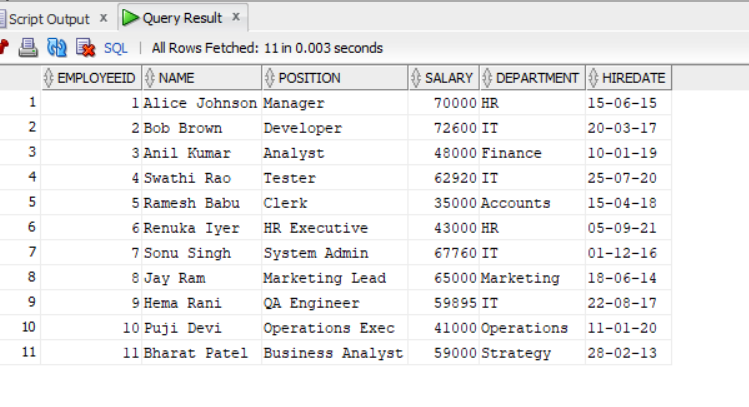 Script Output x Query Result x
SQL | All Rows Fetched: 11 in 0.003 seconds
EMPLOYEEID NAME POSITION SALARY DEPARTMENT HIREDATE
1 1 Alice Johnson Manager 70000 HR 15-06-15
2 2 Bob Brown Developer 72600 IT 20-03-17
3 3 Anil Kumar Analyst 48000 Finance 10-01-19
4 4 Swathi Rao Tester 62920 IT 25-07-20
5 5 Ramesh Babu Clerk 35000 Accounts 15-04-18
6 6 Renuka Iyer HR Executive 43000 HR 05-09-21
7 7 Sonu Singh System Admin 67760 IT 01-12-16
8 8 Jay Ram Marketing Lead 65000 Marketing 18-06-14
9 9 Hema Rani QA Engineer 59895 IT 22-08-17
10 10 Puji Devi Operations Exec 41000 Operations 11-01-20
11 11 Bharat Patel Business Analyst 59000 Strategy 28-02-13